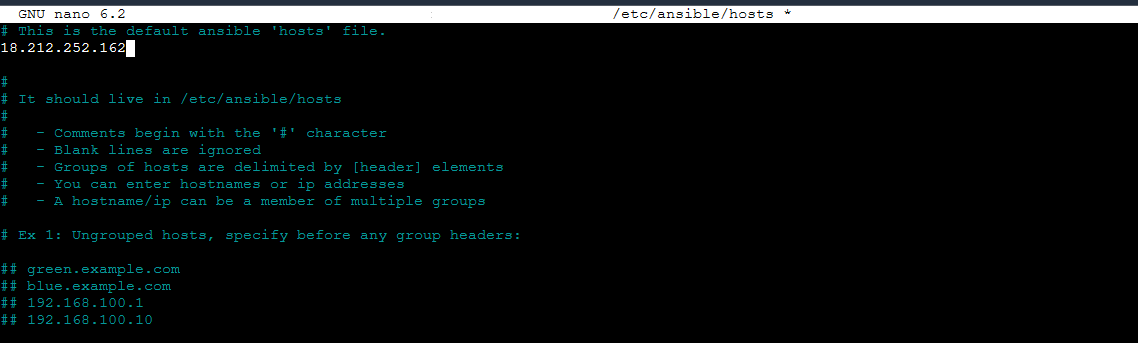 GNU nano 6.2 /etc/ansible/hosts *
# This is the default ansible 'hosts' file.
18.212.252.162
#
# It should live in /etc/ansible/hosts
#
#   - Comments begin with the '#' character
#   - Blank lines are ignored
#   - Groups of hosts are delimited by [header] elements
#   - You can enter hostnames or ip addresses
#   - A hostname/ip can be a member of multiple groups
# Ex 1: Ungrouped hosts, specify before any group headers:
## green.example.com
## blue.example.com
## 192.168.100.1
## 192.168.100.10